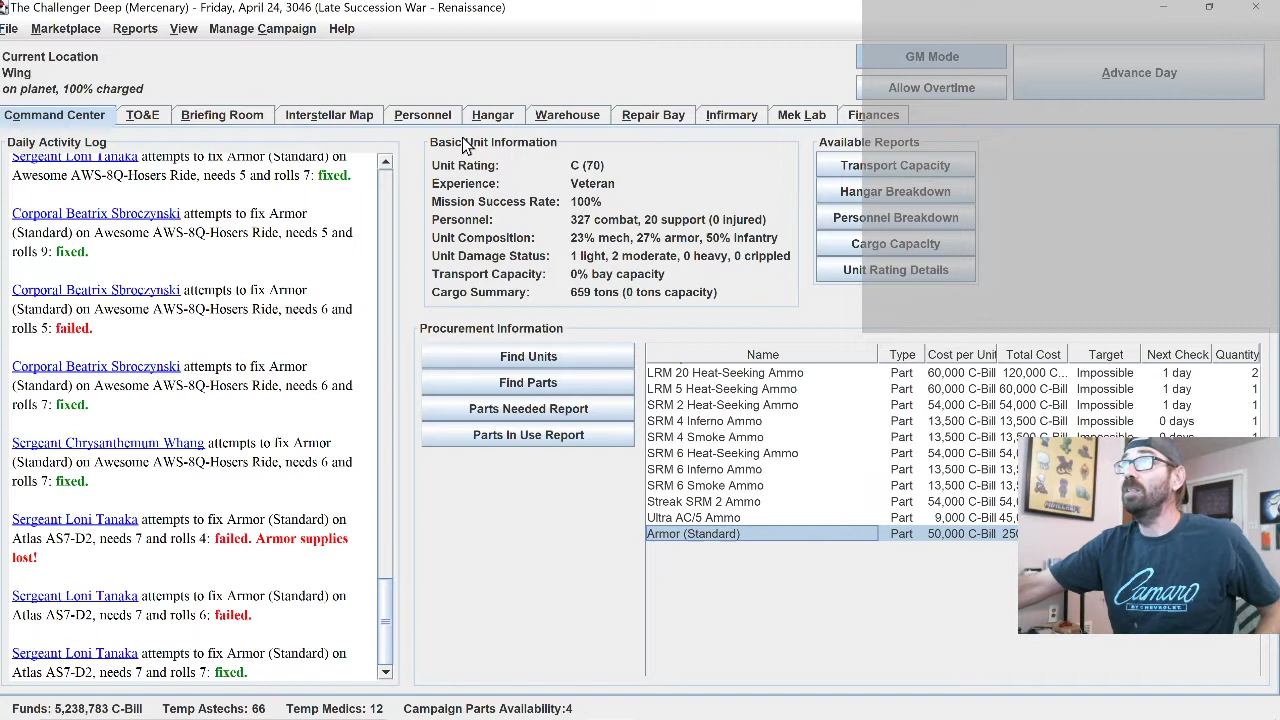 The Challenger Deep (Mercenary) - Friday, April 24, 3046 (Late Succession War - Renaissance)
File Marketplace Reports View Manage Campaign Help
Current Location
Wing
on planet, 100% charged
GM Mode
Allow Overtime
Advance Day
Command Center TO&E Briefing Room Interstellar Map Personnel Hangar Warehouse Repair Bay Infirmary Mek Lab Finances
Daily Activity Log
Sergeant Loni Tanaka attempts to fix Armor (Standard) on
Awesome AWS-8Q-Hosers Ride, needs 5 and rolls 7: fixed.
Corporal Beatrix Sbroczynski attempts to fix Armor
(Standard) on Awesome AWS-8Q-Hosers Ride, needs 5 and
rolls 9: fixed.
Corporal Beatrix Sbroczynski attempts to fix Armor
(Standard) on Awesome AWS-8Q-Hosers Ride, needs 6 and
rolls 5: failed.
Corporal Beatrix Sbroczynski attempts to fix Armor
(Standard) on Awesome AWS-8Q-Hosers Ride, needs 6 and
rolls 7: fixed.
Sergeant Chrysanthemum Whang attempts to fix Armor
(Standard) on Awesome AWS-8Q-Hosers Ride, needs 6 and
rolls 7: fixed.
Sergeant Loni Tanaka attempts to fix Armor (Standard) on
Atlas AS7-D2, needs 7 and rolls 4: failed. Armor supplies
lost!
Sergeant Loni Tanaka attempts to fix Armor (Standard) on
Atlas AS7-D2, needs 7 and rolls 6: failed.
Sergeant Loni Tanaka attempts to fix Armor (Standard) on
Atlas AS7-D2, needs 7 and rolls 7: fixed.
Basic Unit Information
Unit Rating: C (70)
Experience: Veteran
Mission Success Rate: 100%
Personnel: 327 combat, 20 support (0 injured)
Unit Composition: 23% mech, 27% armor, 50% infantry
Unit Damage Status: 1 light, 2 moderate, 0 heavy, 0 crippled
Transport Capacity: 0% bay capacity
Cargo Summary: 659 tons (0 tons capacity)
Available Reports
Transport Capacity
Hangar Breakdown
Personnel Breakdown
Cargo Capacity
Unit Rating Details
Procurement Information
Find Units
Find Parts
Parts Needed Report
Parts In Use Report
Name Type Cost per Unit Total Cost Target Next Check Quantity
LRM 20 Heat-Seeking Ammo Part 60,000 C-Bill 120,000 C... Impossible 1 day 2
LRM 5 Heat-Seeking Ammo Part 60,000 C-Bill 60,000 C-Bill Impossible 1 day 1
SRM 2 Heat-Seeking Ammo Part 54,000 C-Bill 54,000 C-Bill Impossible 1 day 1
SRM 4 Inferno Ammo Part 13,500 C-Bill 13,500 C-Bill Impossible 0 days 1
SRM 4 Smoke Ammo Part 13,500 C-Bill 13,500
SRM 6 Heat-Seeking Ammo Part 54,000 C-Bill 54,
SRM 6 Inferno Ammo Part 13,500 C-Bill 13,5
SRM 6 Smoke Ammo Part 13,500 C-Bill 13,5
Streak SRM 2 Ammo Part 54,000 C-Bill 54,
Ultra AC/5 Ammo Part 9,000 C-Bill 45,
Armor (Standard) Part 50,000 C-Bill 250
Camaro
BY CHEVROLET
Funds: 5,238,783 C-Bill Temp Astechs: 66 Temp Medics: 12 Campaign Parts Availability:4